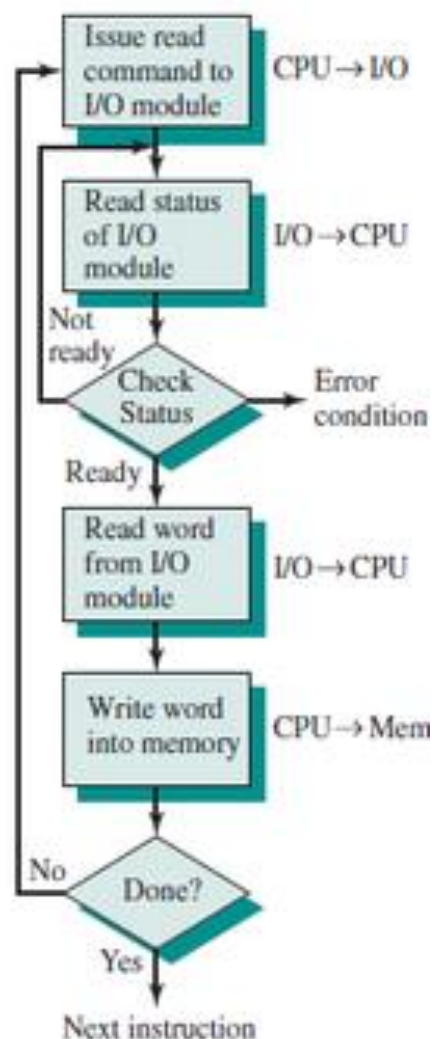 Issue read
command to
I/O module
CPU → I/O
Read status
of I/O
module
I/O → CPU
Not
ready
Check
Status
Error
condition
Ready
Read word
from I/O
module
I/O → CPU
Write word
into memory
CPU → Mem
No
Done?
Yes
Next instruction